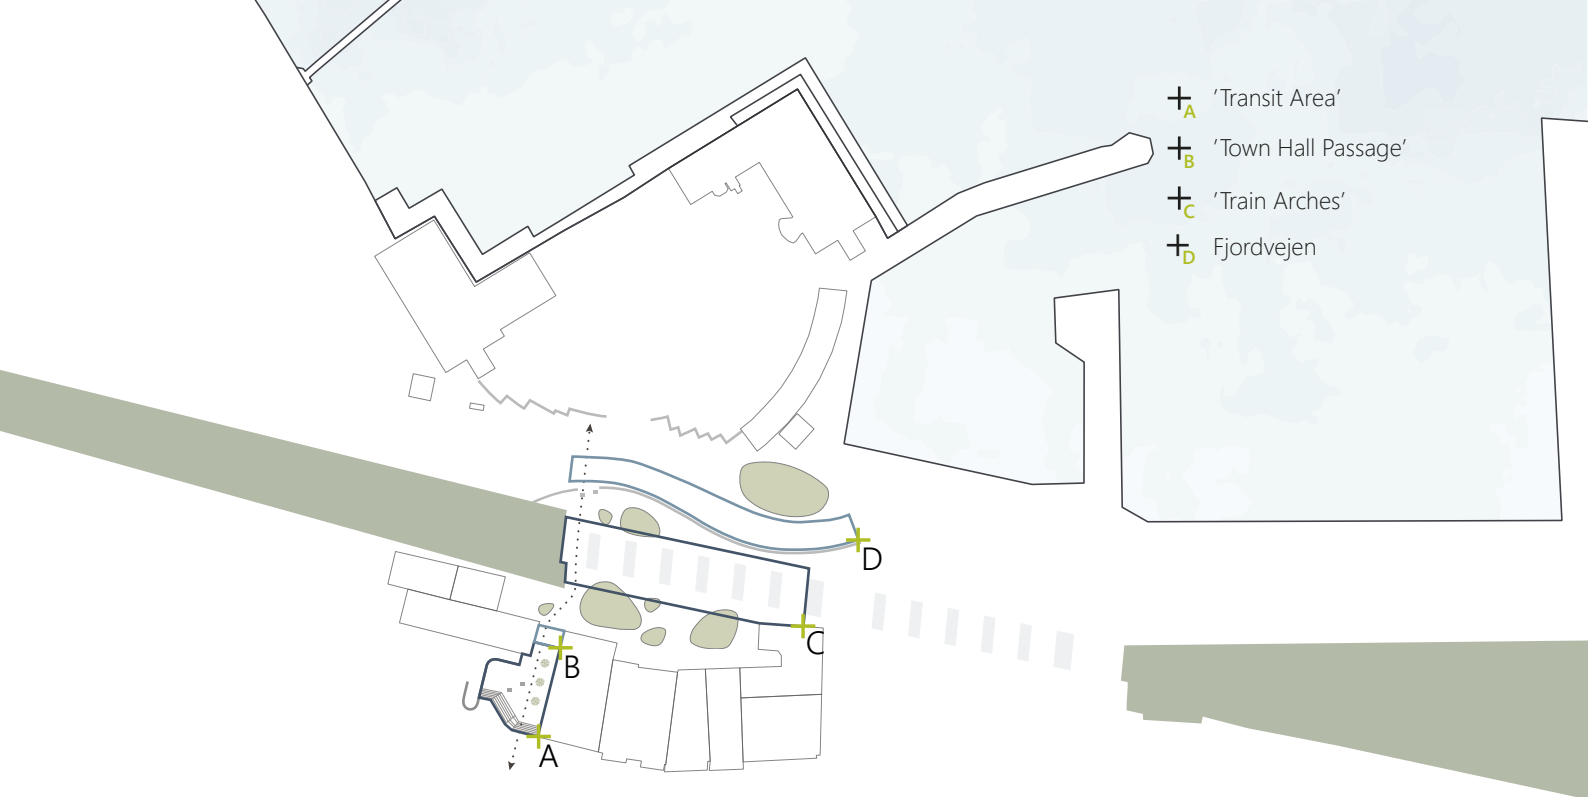 A ’Transit Area’
B ’Town Hall Passage’
C ’Train Arches’
D Fjordvejen
D
C
B
A